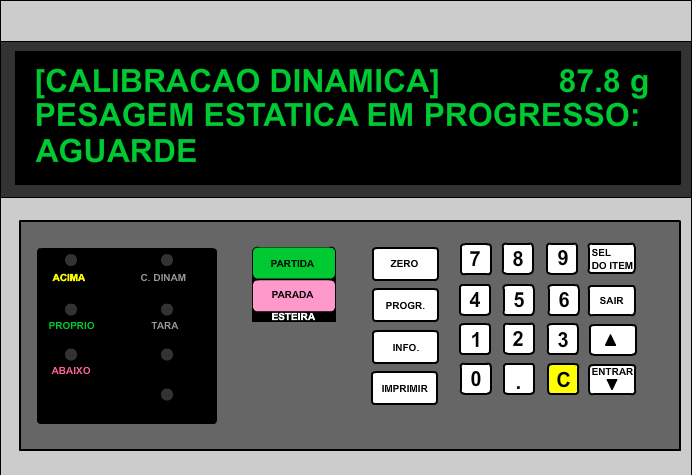 [CALIBRACAO DINAMICA] 87.8 g
PESAGEM ESTATICA EM PROGRESSO:
AGUARDE
ACIMA C. DINAM
PROPRIO TARA
ABAIXO
PARTIDA
PARADA
ESTEIRA
ZERO
PROGR.
INFO.
IMPRIMIR
7 8 9 SEL
DO ITEM
4 5 6 SAIR
1 2 3 ▲
0 . C ENTRAR
▼